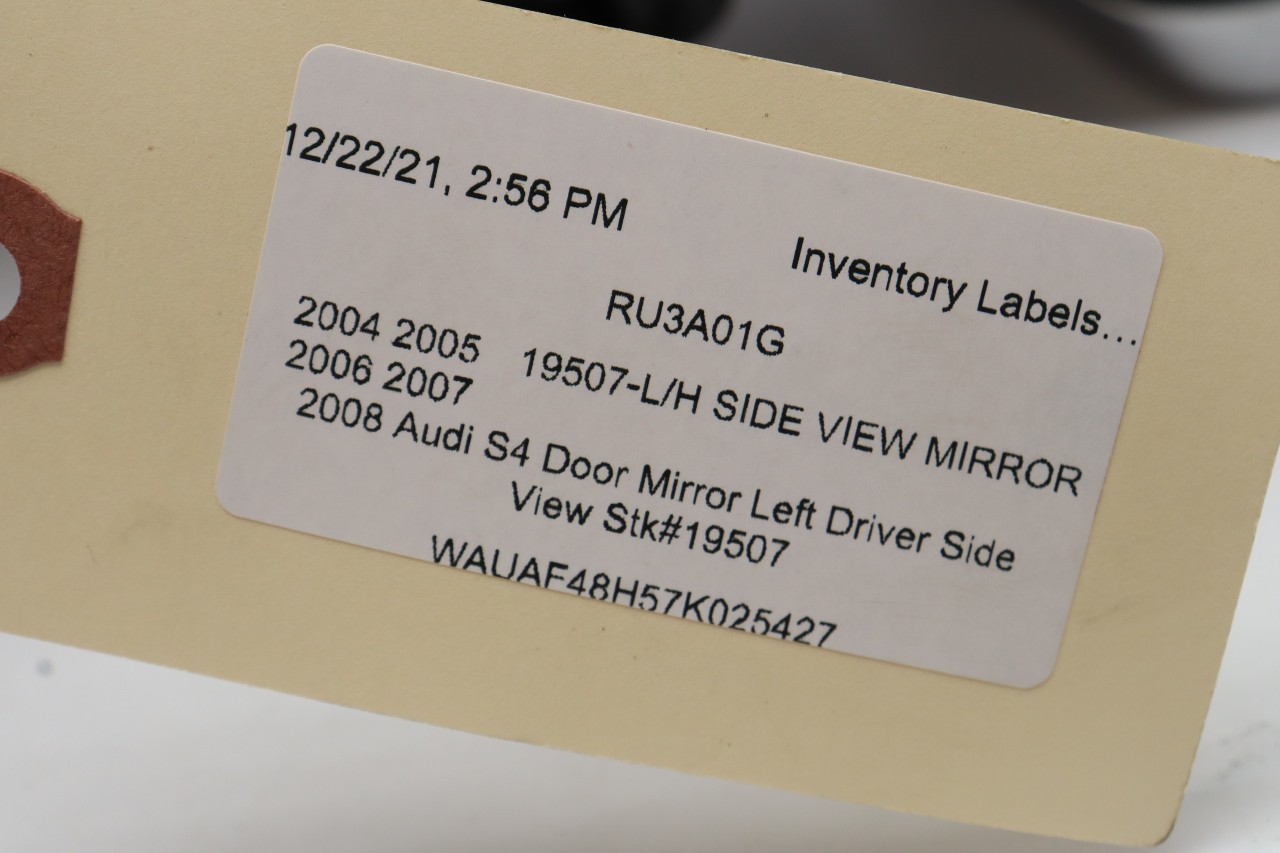 12/22/21, 2:56 PM
Inventory Labels...
RU3A01G
19507-L/H SIDE VIEW MIRROR
2004 2005
2006 2007
2008 Audi S4 Door Mirror Left Driver Side
View Stk#19507
WAUAF48H57K025427